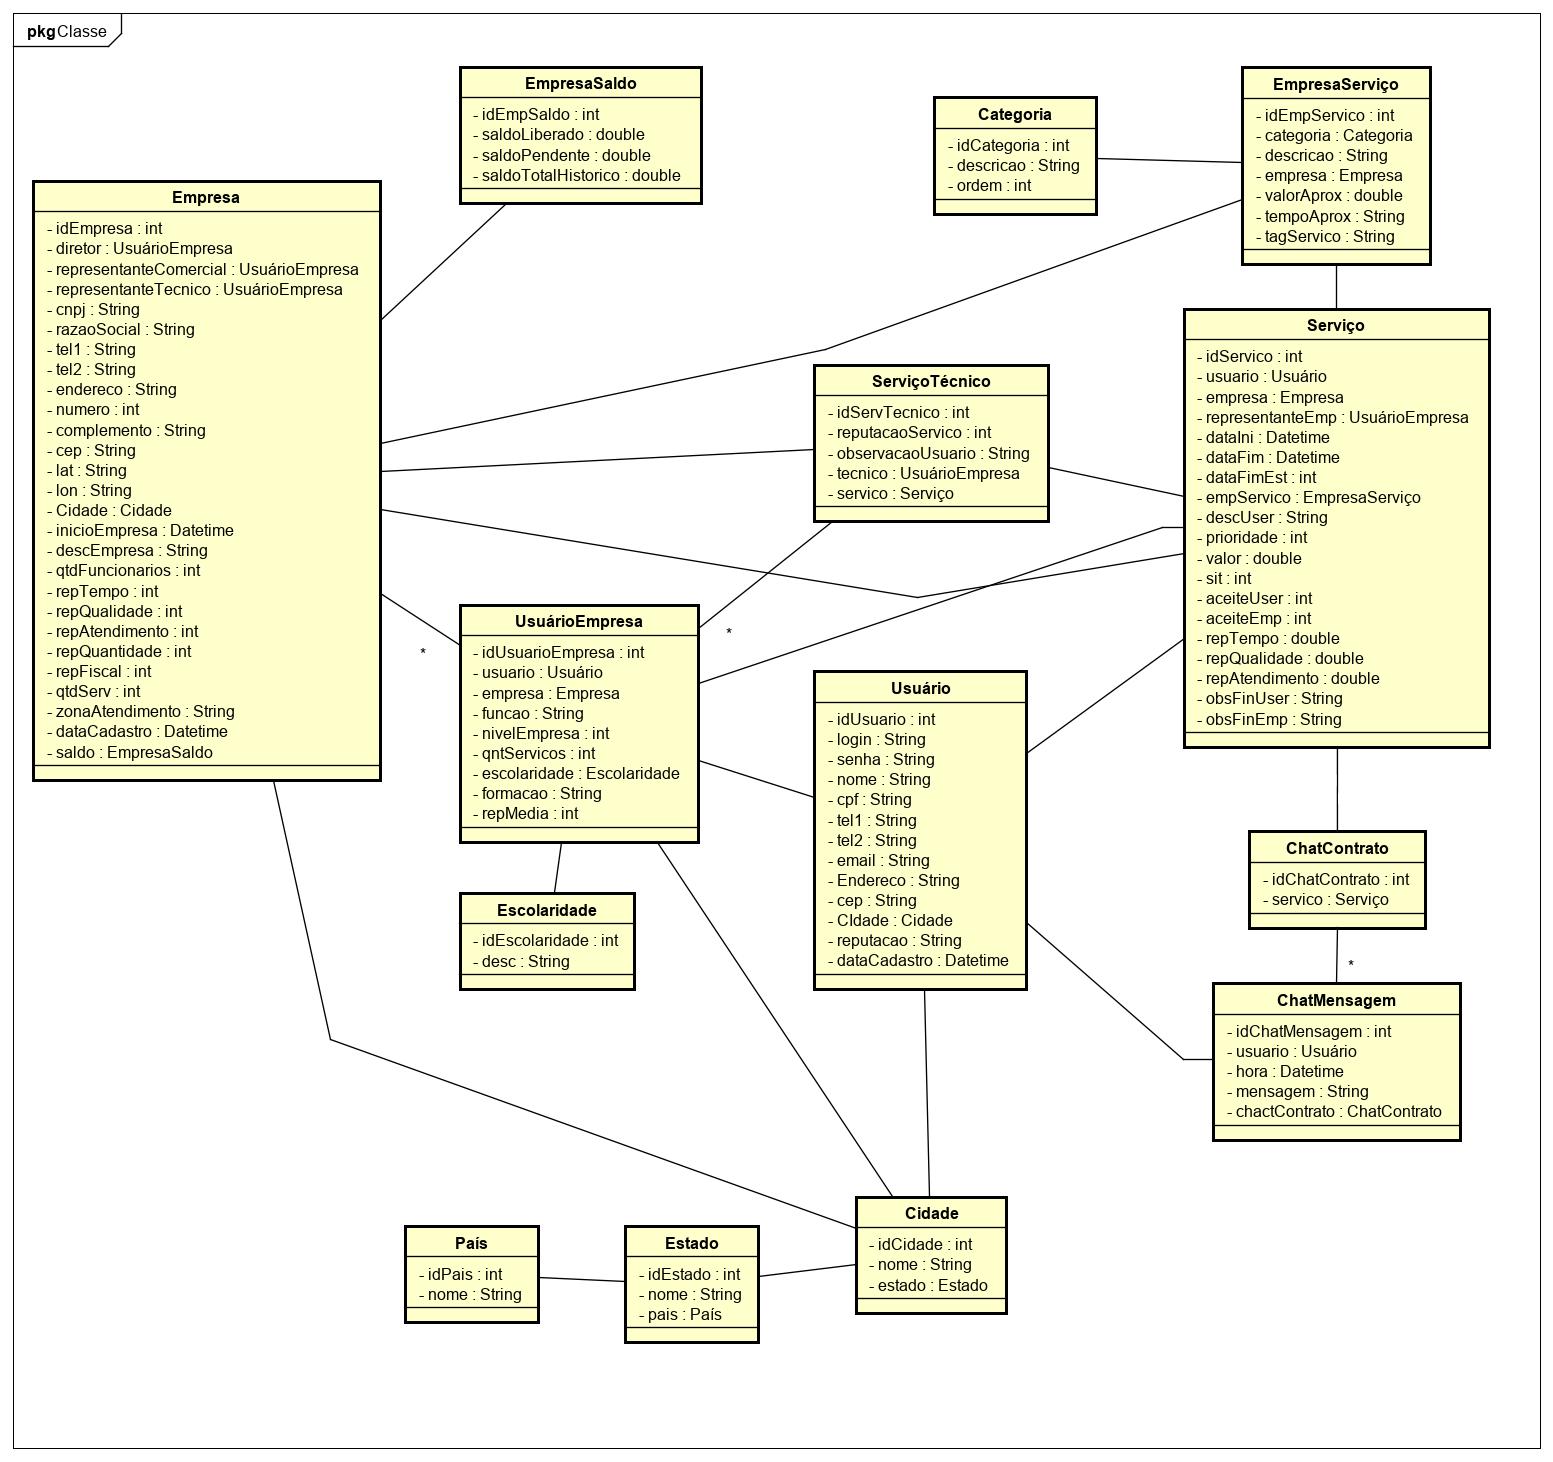 pkg Classe
EmpresaSaldo
- idEmpSaldo : int
- saldoLiberado : double
- saldoPendente : double
- saldoTotalHistorico : double
Categoria
- idCategoria : int
- descricao : String
- ordem : int
EmpresaServiço
- idEmpServico : int
- categoria : Categoria
- descricao : String
- empresa : Empresa
- valorAprox : double
- tempoAprox : String
- tagServico : String
Empresa
- idEmpresa : int
- diretor : UsuárioEmpresa
- representanteComercial : UsuárioEmpresa
- representanteTecnico : UsuárioEmpresa
- cnpj : String
- razaoSocial : String
- tel1 : String
- tel2 : String
- endereco : String
- numero : int
- complemento : String
- cep : String
- lat : String
- lon : String
- Cidade : Cidade
- inicioEmpresa : Datetime
- descEmpresa : String
- qtdFuncionarios : int
- repTempo : int
- repQualidade : int
- repAtendimento : int
- repQuantidade : int
- repFiscal : int
- qtdServ : int
- zonaAtendimento : String
- dataCadastro : Datetime
- saldo : EmpresaSaldo
ServiçoTécnico
- idServTecnico : int
- reputacaoServico : int
- observacaoUsuario : String
- tecnico : UsuárioEmpresa
- servico : Serviço
Serviço
- idServico : int
- usuario : Usuário
- empresa : Empresa
- representanteEmp : UsuárioEmpresa
- dataIni : Datetime
- dataFim : Datetime
- dataFimEst : int
- empServico : EmpresaServiço
- descUser : String
- prioridade : int
- valor : double
- sit : int
- aceiteUser : int
- aceiteEmp : int
- repTempo : double
- repQualidade : double
- repAtendimento : double
- obsFinUser : String
- obsFinEmp : String
*
*
UsuárioEmpresa
- idUsuarioEmpresa : int
- usuario : Usuário
- empresa : Empresa
- funcao : String
- nivelEmpresa : int
- qntServicos : int
- escolaridade : Escolaridade
- formacao : String
- repMedia : int
Usuário
- idUsuario : int
- login : String
- senha : String
- nome : String
- cpf : String
- tel1 : String
- tel2 : String
- email : String
- Endereco : String
- cep : String
- CIdade : Cidade
- reputacao : String
- dataCadastro : Datetime
Escolaridade
- idEscolaridade : int
- desc : String
ChatContrato
- idChatContrato : int
- servico : Serviço
*
ChatMensagem
- idChatMensagem : int
- usuario : Usuário
- hora : Datetime
- mensagem : String
- chactContrato : ChatContrato
País
- idPais : int
- nome : String
Estado
- idEstado : int
- nome : String
- pais : País
Cidade
- idCidade : int
- nome : String
- estado : Estado